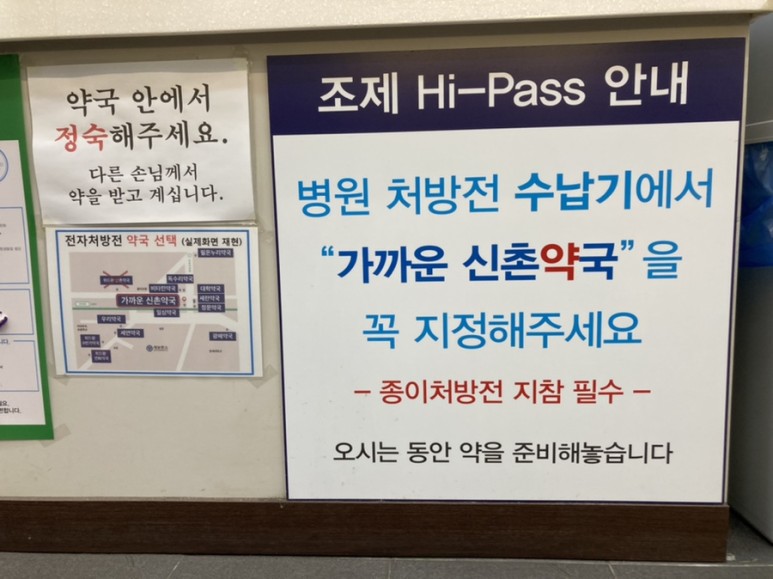 약국 안에서
정숙해주세요.
다른 손님께서
약을 받고 계십니다.
전자처방전 약국 선택 (실제화면 재현)
가까운 신촌약국
조제 Hi-Pass 안내
병원 처방전 수납기에서
“가까운 신촌약국”을
꼭 지정해주세요
– 종이처방전 지참 필수 –
오시는 동안 약을 준비해놓습니다